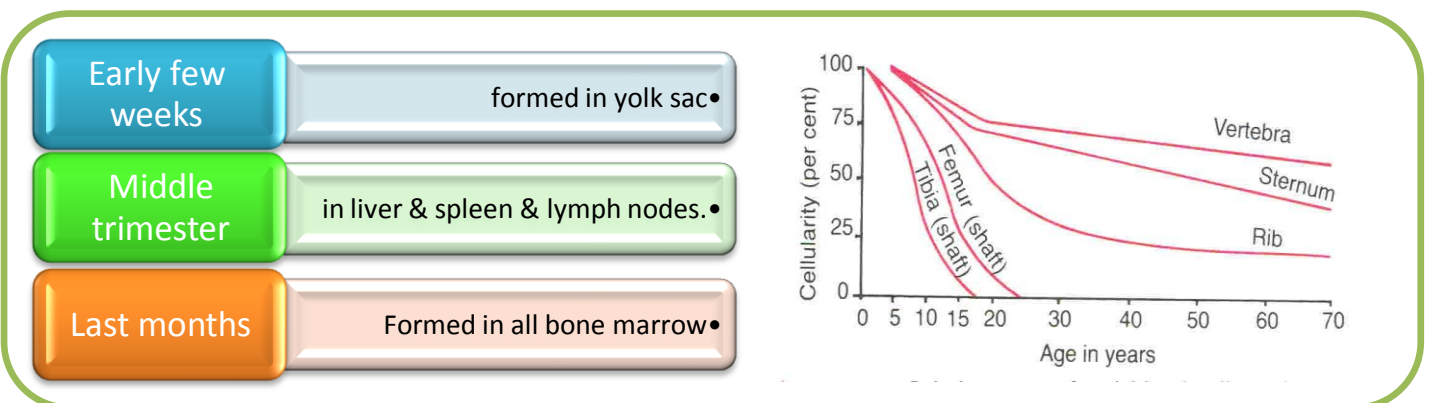 Early few
weeks
formed in yolk sac•
Middle
trimester
in liver & spleen & lymph nodes.•
Last months
Formed in all bone marrow•
Cellularity (per cent)
100
75
50
25
0
Vertebra
Sternum
Rib
Femur (shaft)
Tibia (shaft)
0 5 10 15 20 30 40 50 60 70
Age in years